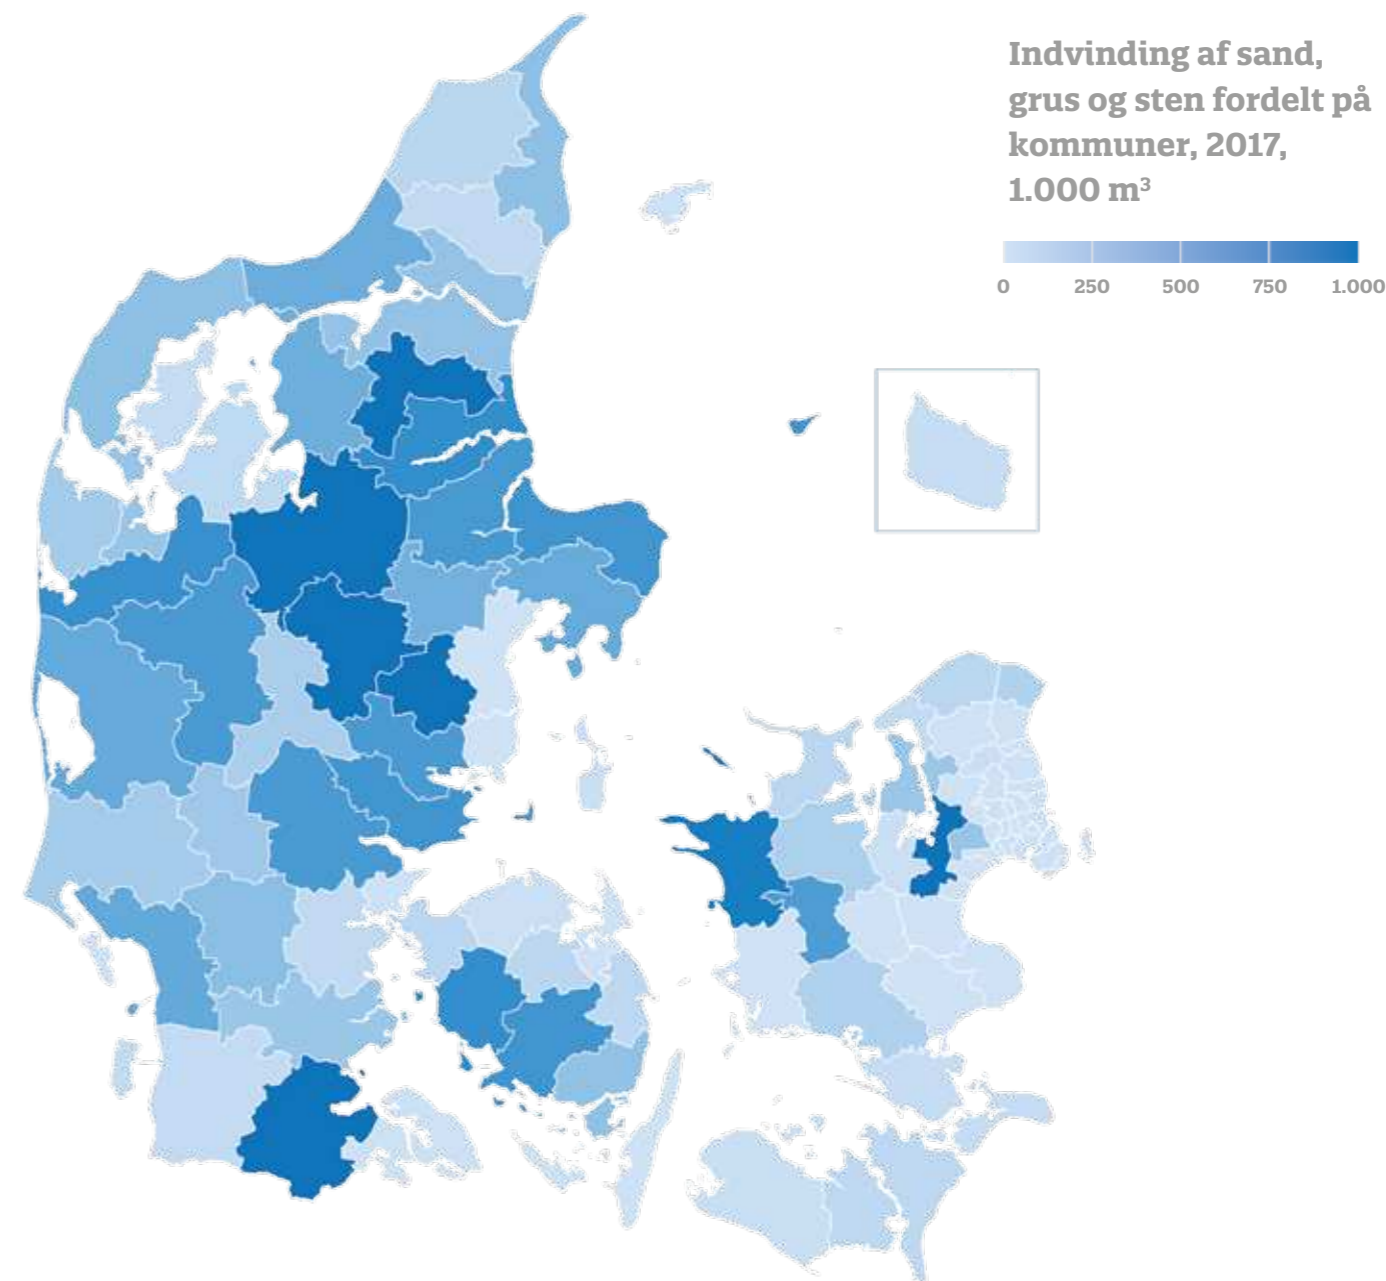 Indvinding af sand,
grus og sten fordelt på
kommuner, 2017,
1.000 m³
0 250 500 750 1.000